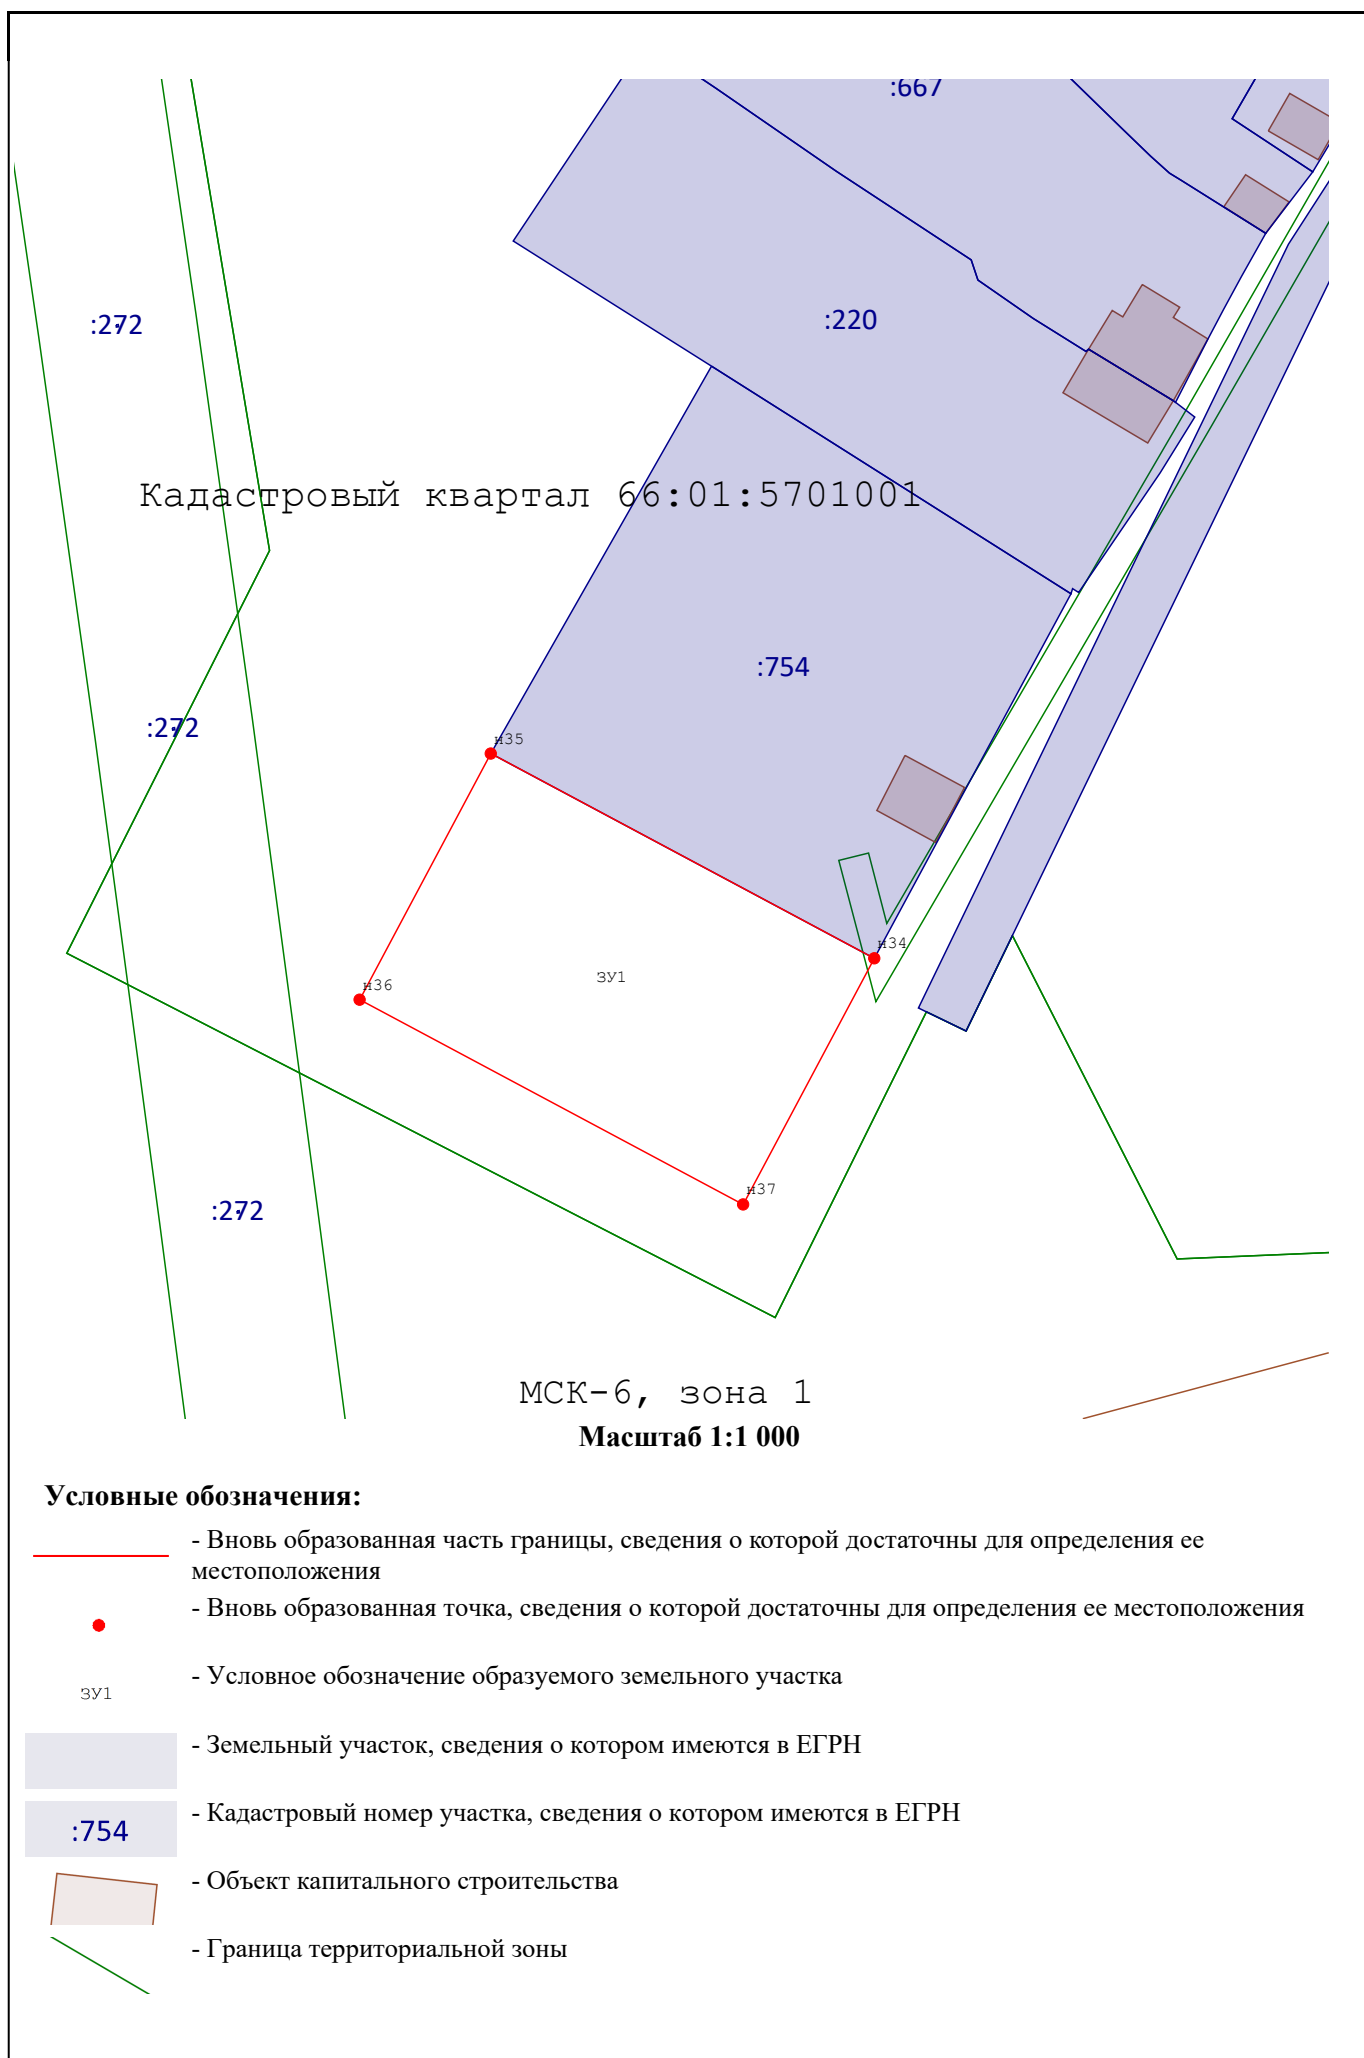 :667
:272
:220
Кадастровый квартал 66:01:5701001
:754
:272
н35
н34
ЗУ1
н36
н37
:272
МСК-6, зона 1
Масштаб 1:1 000
Условные обозначения:
- Вновь образованная часть границы, сведения о которой достаточны для определения ее
местоположения
- Вновь образованная точка, сведения о которой достаточны для определения ее местоположения
- Условное обозначение образуемого земельного участка
ЗУ1
- Земельный участок, сведения о котором имеются в ЕГРН
- Кадастровый номер участка, сведения о котором имеются в ЕГРН
:754
- Объект капитального строительства
- Граница территориальной зоны